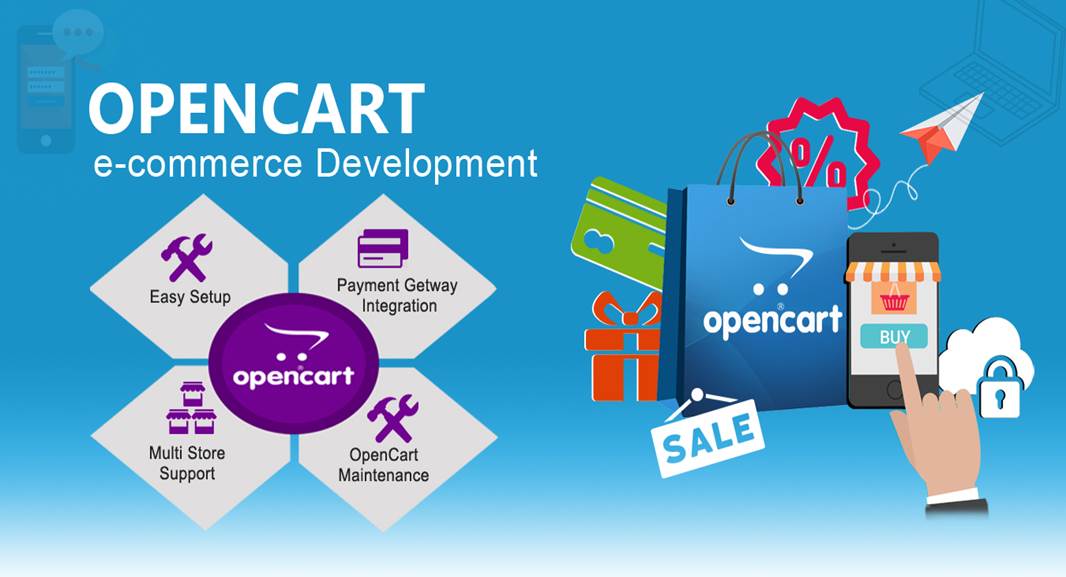 OPENCART
e-commerce Development
Easy Setup
Payment Getway
Integration
opencart
®
Multi Store
Support
OpenCart
Maintenance
%
opencart
®
BUY
SALE